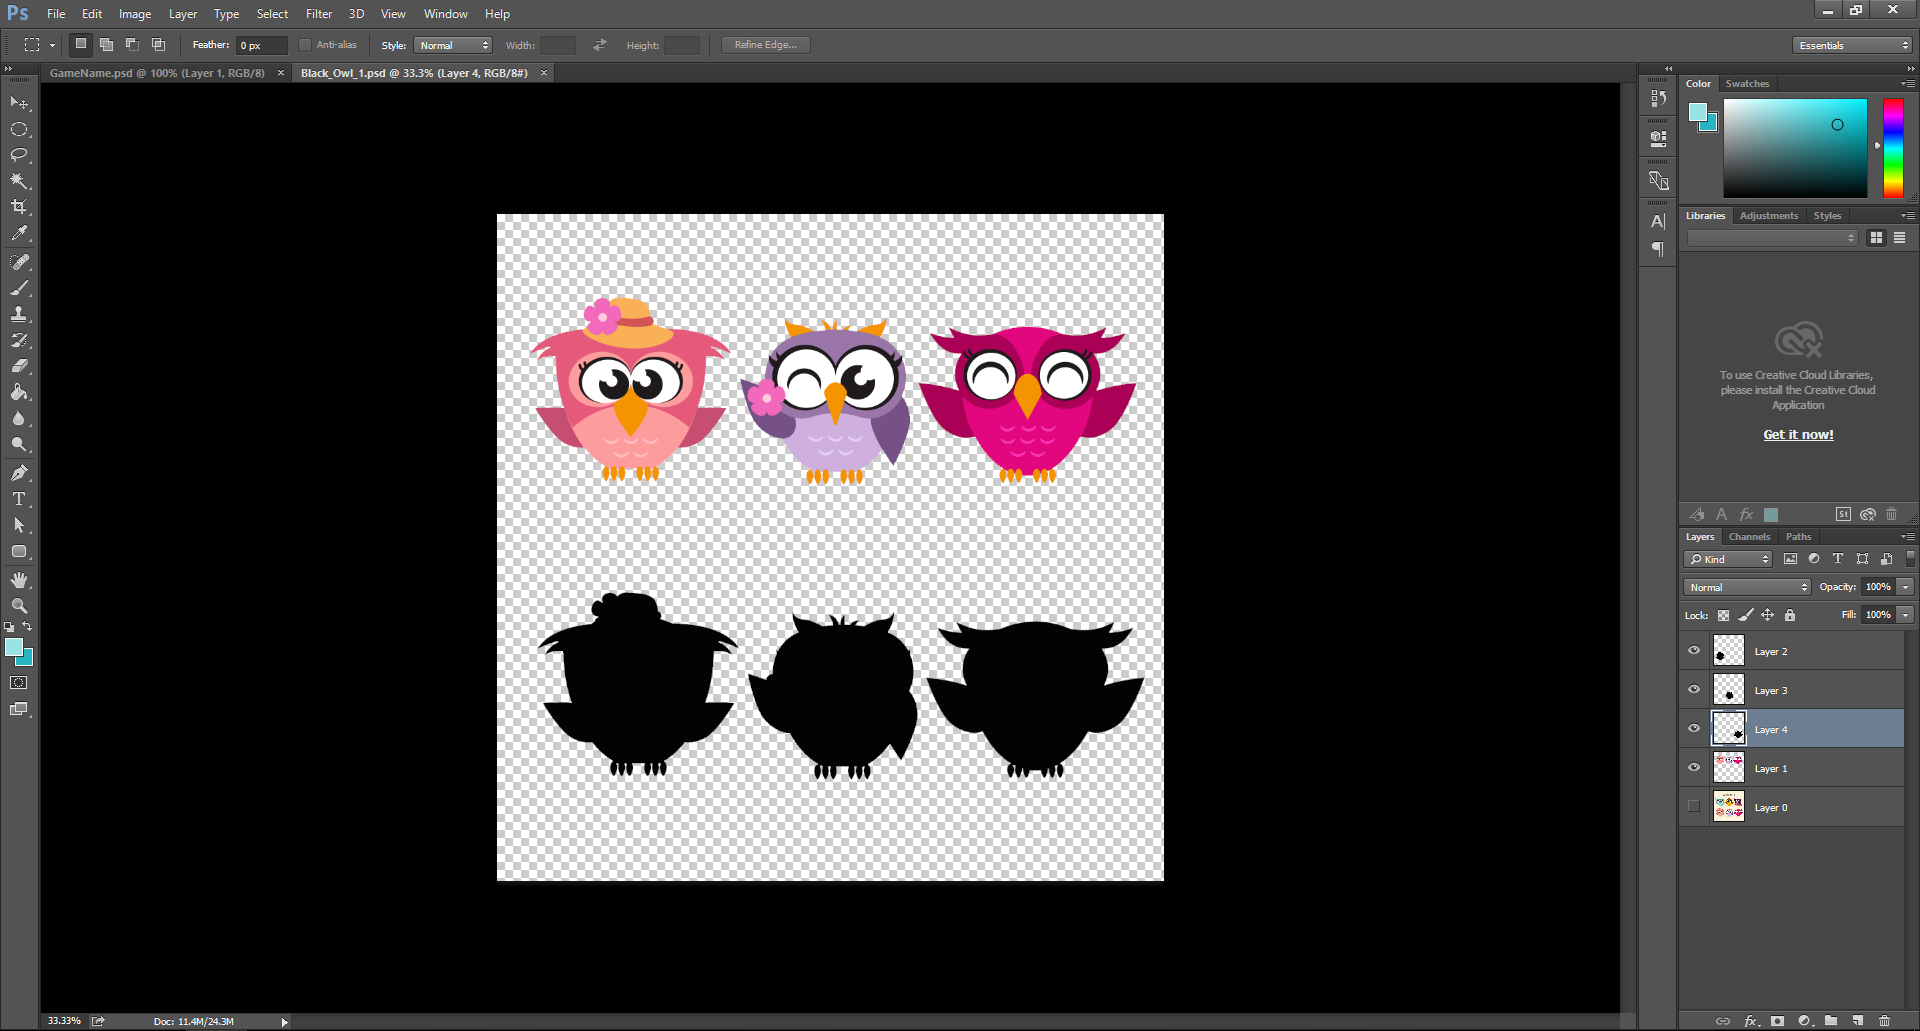 Ps File Edit Image Layer Type Select Filter 3D View Window Help
Feather: 0 px Anti-alias Style: Normal Width: Height: Refine Edge... Essentials
GameName.psd @ 100% (Layer 1, RGB/8) × Black_Owl_1.psd @ 33.3% (Layer 4, RGB/8#) ×
Color Swatches
Libraries Adjustments Styles
To use Creative Cloud Libraries,
please install the Creative Cloud
Application
Get it now!
St
Layers Channels Paths
Kind
Normal Opacity: 100%
Lock: Fill: 100%
Layer 2
Layer 3
Layer 4
Layer 1
Layer 0
33.33% Doc: 11.4M/24.3M